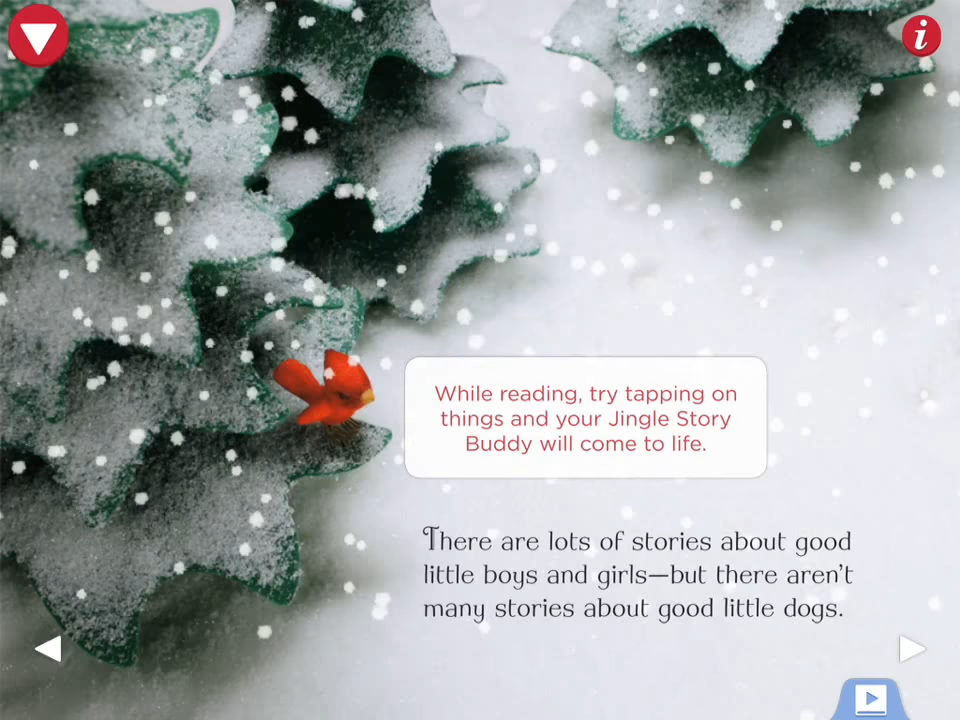 i
While reading, try tapping on
things and your Jingle Story
Buddy will come to life.
There are lots of stories about good
little boys and girls—but there aren't
many stories about good little dogs.